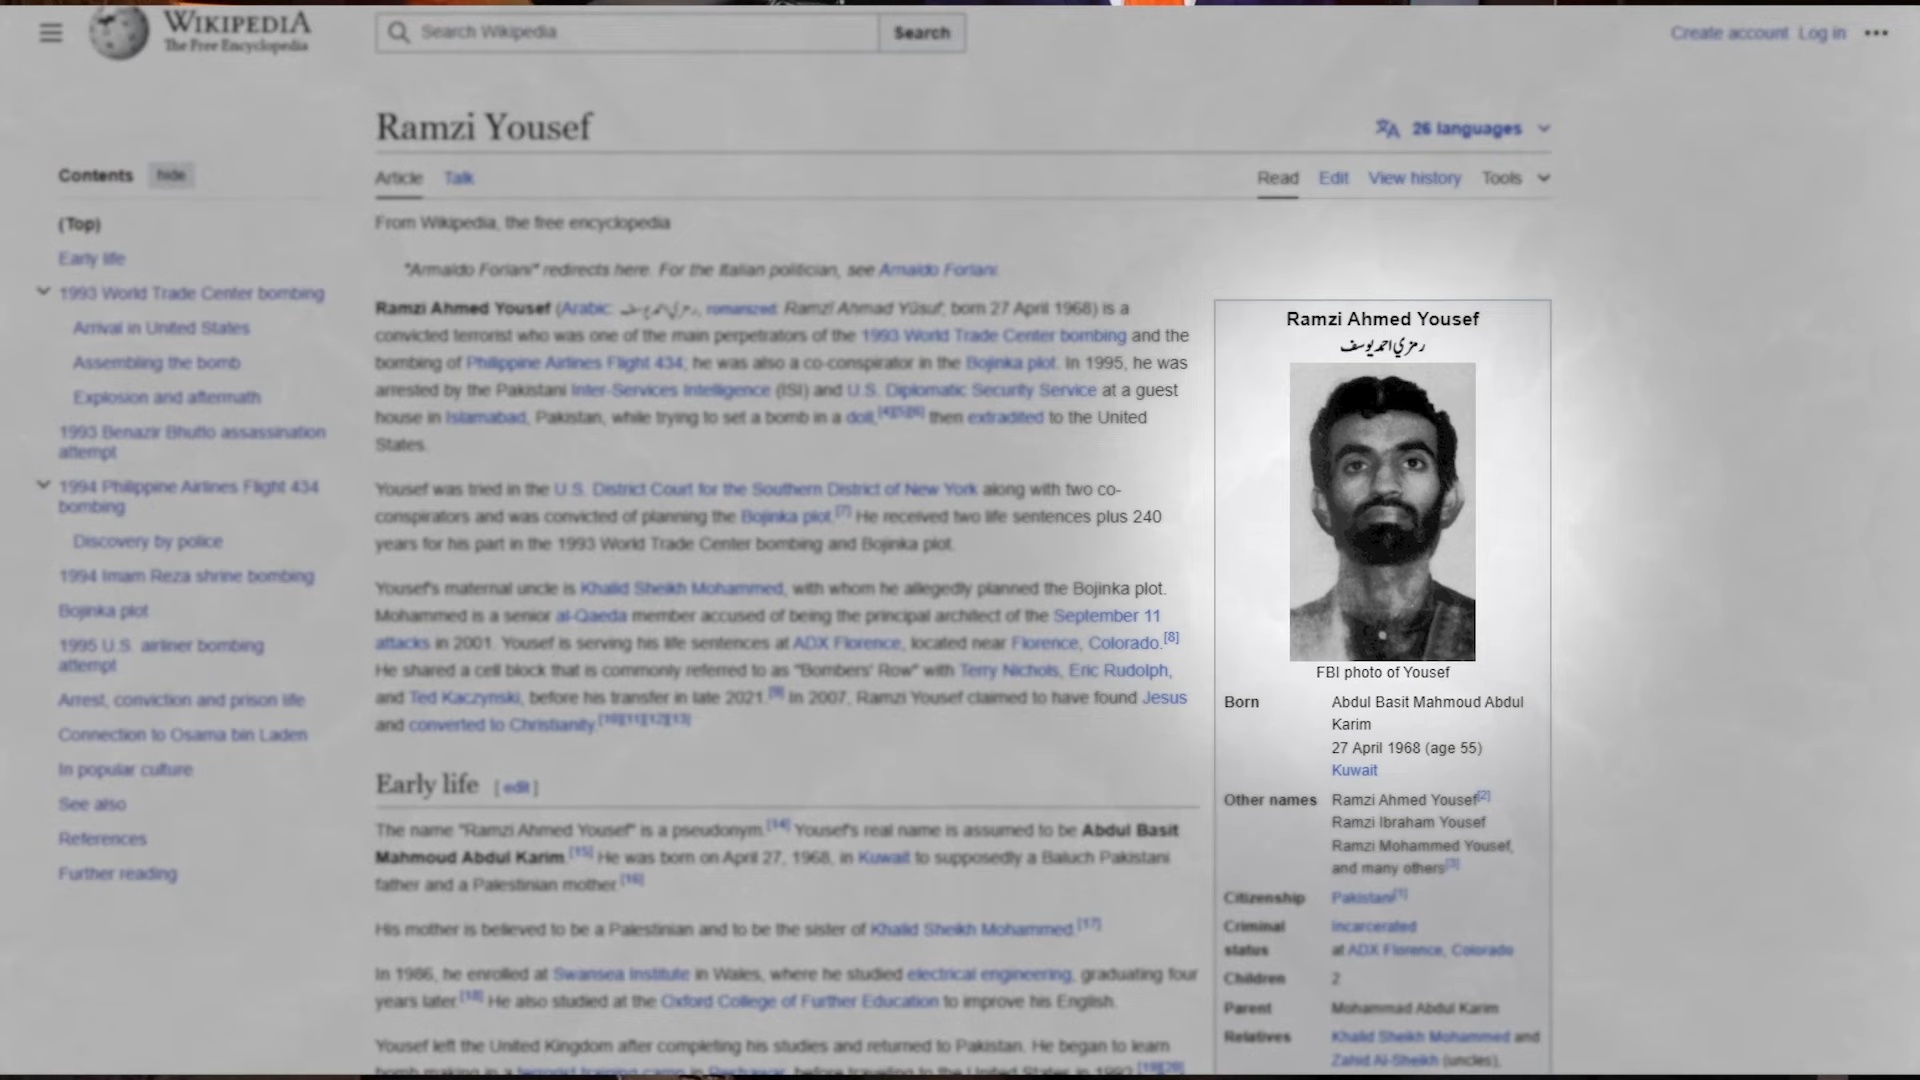 WIKIPEDIA
The Free Encyclopedia
Search Wikipedia
Search
Create account Log in
Ramzi Yousef
26 languages
Contents hide
Article Talk
Read Edit View history Tools
(Top)
Early life
1993 World Trade Center bombing
Arrival in United States
Assembling the bomb
Explosion and aftermath
1993 Benazir Bhutto assassination
attempt
1994 Philippine Airlines Flight 434
bombing
Discovery by police
1994 Imam Reza shrine bombing
Bojinka plot
1995 U.S. airliner bombing
attempt
Arrest, conviction and prison life
Connection to Osama bin Laden
In popular culture
See also
References
Further reading
From Wikipedia, the free encyclopedia
"Arnaldo Forlani" redirects here. For the Italian politician, see Arnaldo Forlani.
Ramzi Ahmed Yousef (Arabic: رمزي احمد يوسف, romanized: Ramzī Ahmad Yūsuf; born 27 April 1968) is a
convicted terrorist who was one of the main perpetrators of the 1993 World Trade Center bombing and the
bombing of Philippine Airlines Flight 434; he was also a co-conspirator in the Bojinka plot. In 1995, he was
arrested by the Pakistani Inter-Services Intelligence (ISI) and U.S. Diplomatic Security Service at a guest
house in Islamabad, Pakistan, while trying to set a bomb in a doll,[4][5][6] then extradited to the United
States.
Yousef was tried in the U.S. District Court for the Southern District of New York along with two co-
conspirators and was convicted of planning the Bojinka plot.[7] He received two life sentences plus 240
years for his part in the 1993 World Trade Center bombing and Bojinka plot.
Yousef's maternal uncle is Khalid Sheikh Mohammed, with whom he allegedly planned the Bojinka plot.
Mohammed is a senior al-Qaeda member accused of being the principal architect of the September 11
attacks in 2001. Yousef is serving his life sentences at ADX Florence, located near Florence, Colorado.[8]
He shared a cell block that is commonly referred to as "Bombers' Row" with Terry Nichols, Eric Rudolph,
and Ted Kaczynski, before his transfer in late 2021.[9] In 2007, Ramzi Yousef claimed to have found Jesus
and converted to Christianity.[10][11][12][13]
Early life [ edit ]
The name "Ramzi Ahmed Yousef" is a pseudonym.[14] Yousef's real name is assumed to be Abdul Basit
Mahmoud Abdul Karim.[15] He was born on April 27, 1968, in Kuwait to supposedly a Baluch Pakistani
father and a Palestinian mother.[16]
His mother is believed to be a Palestinian and to be the sister of Khalid Sheikh Mohammed.[17]
In 1986, he enrolled at Swansea Institute in Wales, where he studied electrical engineering, graduating four
years later.[18] He also studied at the Oxford College of Further Education to improve his English.
Yousef left the United Kingdom after completing his studies and returned to Pakistan. He began to learn
bomb making in a terrorist training camp in Peshawar, before traveling to the United States in 1992.[19][20]
Ramzi Ahmed Yousef
رمزي احمد يوسف
FBI photo of Yousef
Born Abdul Basit Mahmoud Abdul
Karim
27 April 1968 (age 55)
Kuwait
Other names Ramzi Ahmed Yousef[2]
Ramzi Ibraham Yousef
Ramzi Mohammed Yousef,
and many others[3]
Citizenship Pakistani[1]
Criminal Incarcerated
status at ADX Florence, Colorado
Children 2
Parent Mohammad Abdul Karim
Relatives Khalid Sheikh Mohammed and
Zahid Al-Sheikh (uncles),